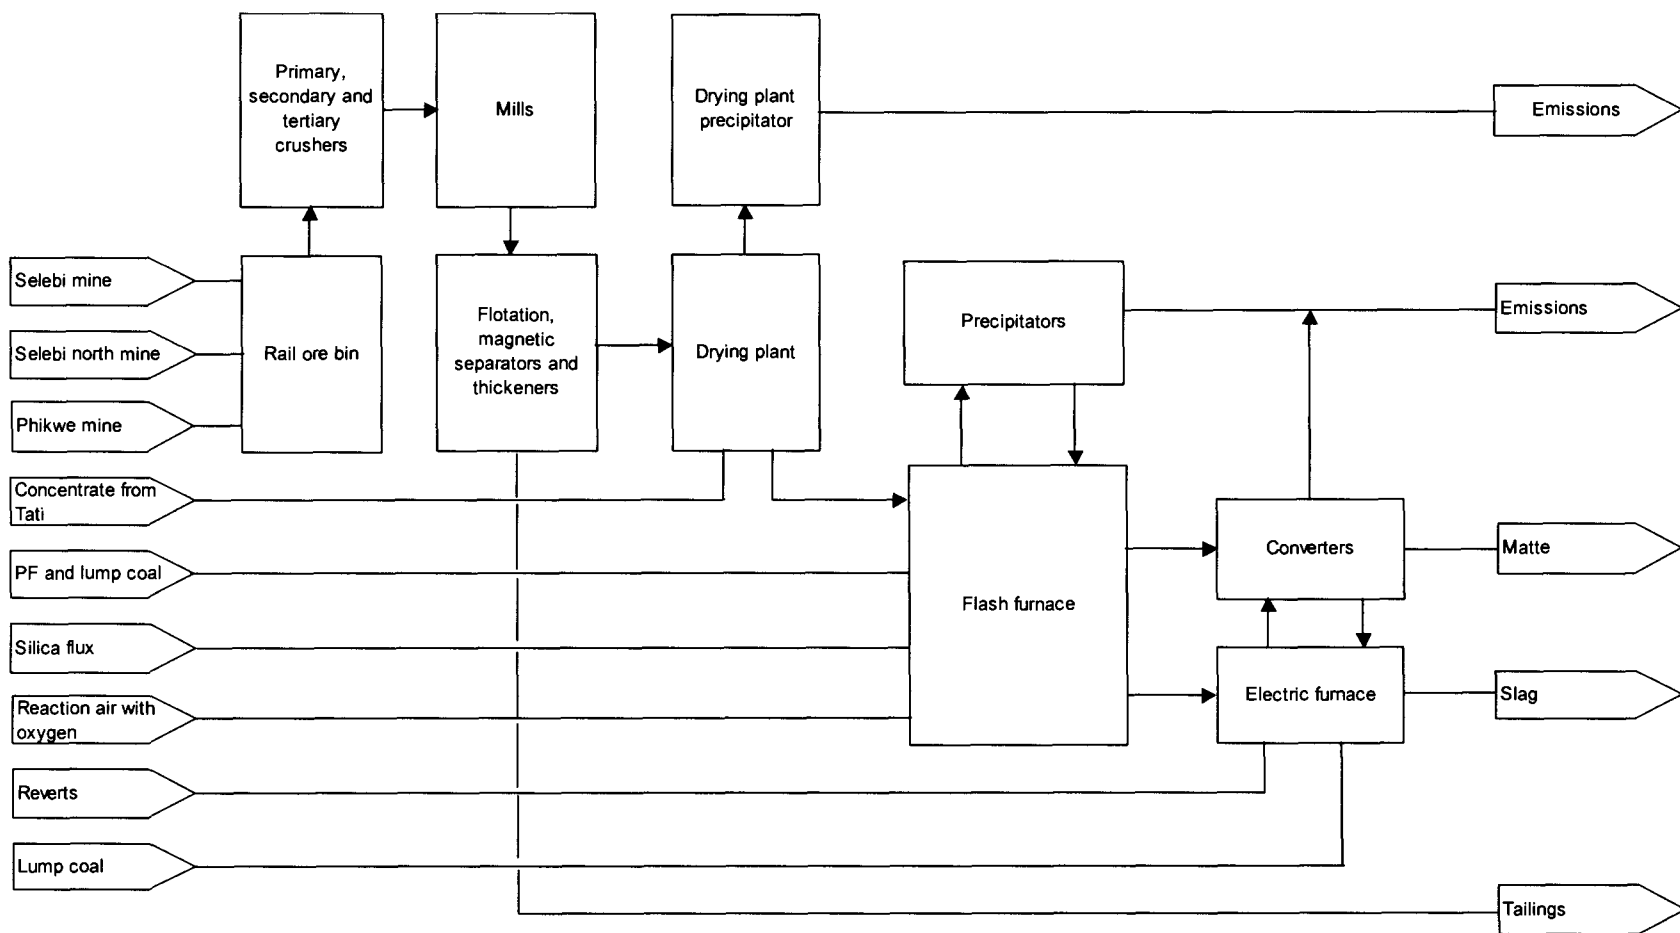 Primary,
secondary and
tertiary
crushers
Mills
Drying plant
precipitator
Emissions
Selebi mine
Selebi north mine
Phikwe mine
Rail ore bin
Flotation,
magnetic
separators and
thickeners
Drying plant
Precipitators
Emissions
Concentrate from
Tati
PF and lump coal
Silica flux
Reaction air with
oxygen
Reverts
Lump coal
Flash furnace
Converters
Electric furnace
Matte
Slag
Tailings